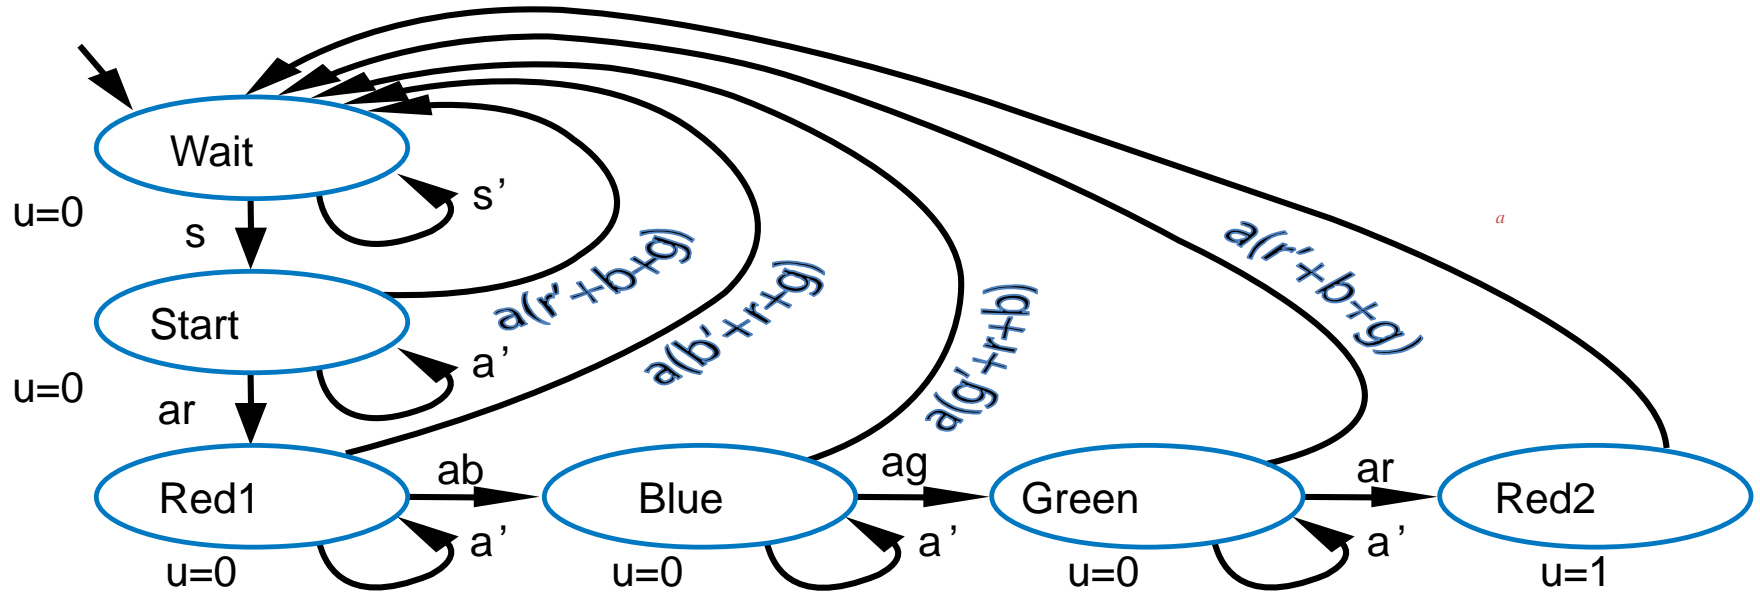 Wait
s’
u=0
s
a
a(r′+b+g)
Start
a(r′+b+g)
a(b′+r+g)
a’
a(g′+r+b)
u=0
ar
Red1
ab
Blue
ag
Green
ar
Red2
a’
a’
a’
u=0
u=0
u=0
u=1